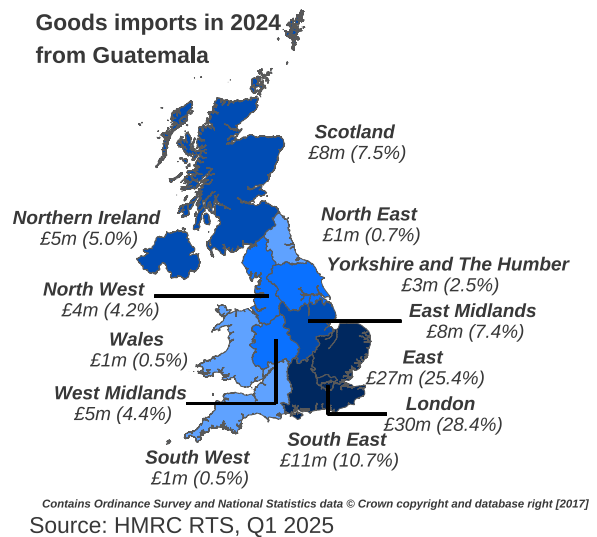 Goods imports in 2024
from Guatemala
Scotland
£8m (7.5%)
Northern Ireland
£5m (5.0%)
North East
£1m (0.7%)
Yorkshire and The Humber
£3m (2.5%)
North West
£4m (4.2%)
East Midlands
£8m (7.4%)
Wales
£1m (0.5%)
East
£27m (25.4%)
West Midlands
£5m (4.4%)
London
£30m (28.4%)
South East
£11m (10.7%)
South West
£1m (0.5%)
Contains Ordinance Survey and National Statistics data © Crown copyright and database right [2017]
Source: HMRC RTS, Q1 2025